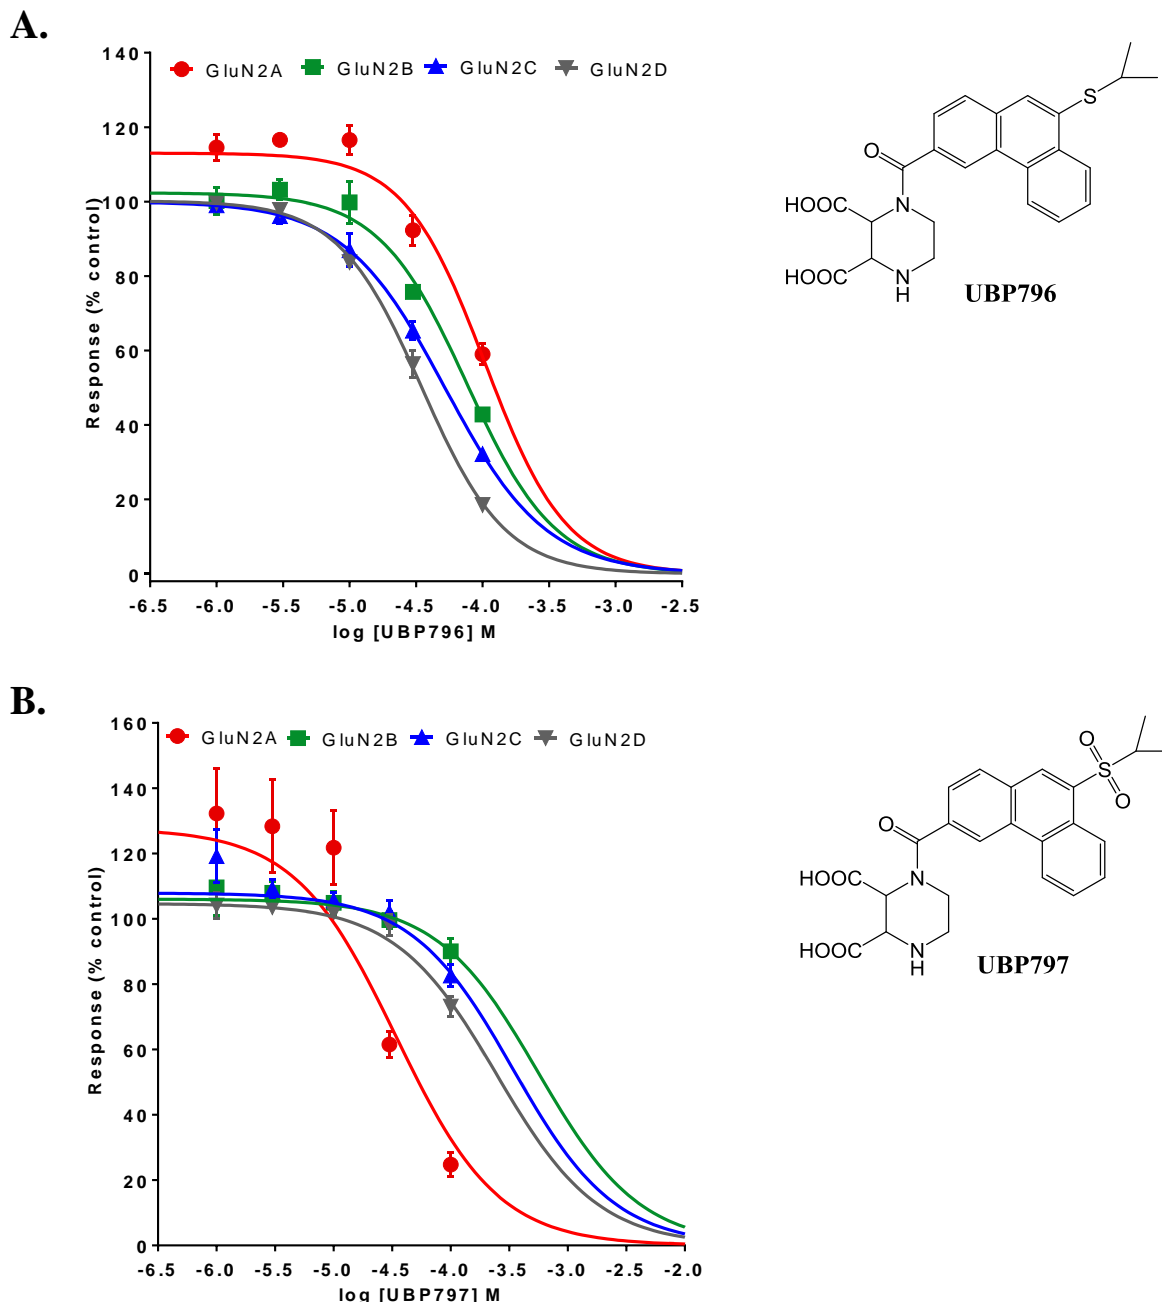 A.
GluN2A GluN2B GluN2C GluN2D
Response (% control)
140
120
100
80
60
40
20
0
-6.5 -6.0 -5.5 -5.0 -4.5 -4.0 -3.5 -3.0 -2.5
log [UBP796] M
S
O
N
HOOC
HOOC
N
H
UBP796
B.
GluN2A GluN2B GluN2C GluN2D
Response (% control)
160
140
120
100
80
60
40
20
0
-6.5 -6.0 -5.5 -5.0 -4.5 -4.0 -3.5 -3.0 -2.5 -2.0
log [UBP797] M
O
S
O
O
N
HOOC
HOOC
N
H
UBP797